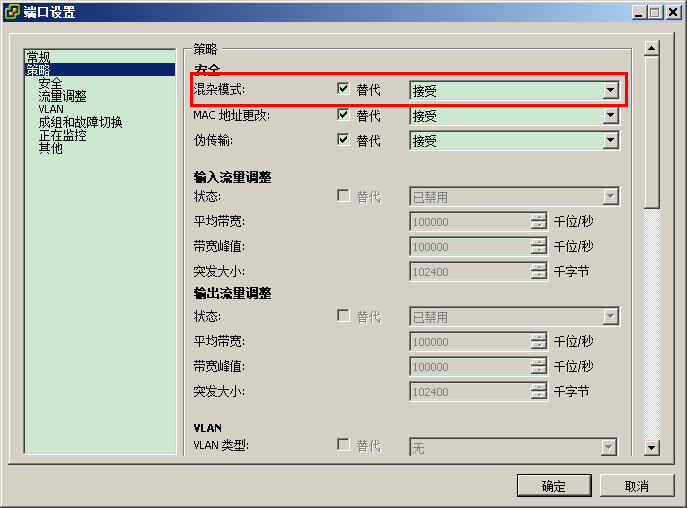 端口设置
常规
策略
安全
流量调整
VLAN
成组和故障切换
正在监控
其他
策略
安全
混杂模式: 替代 接受
MAC 地址更改: 替代 接受
伪传输: 替代 接受
输入流量调整
状态: 替代 已禁用
平均带宽: 100000 千位/秒
带宽峰值: 100000 千位/秒
突发大小: 102400 千字节
输出流量调整
状态: 替代 已禁用
平均带宽: 100000 千位/秒
带宽峰值: 100000 千位/秒
突发大小: 102400 千字节
VLAN
VLAN 类型: 替代 无
确定 取消